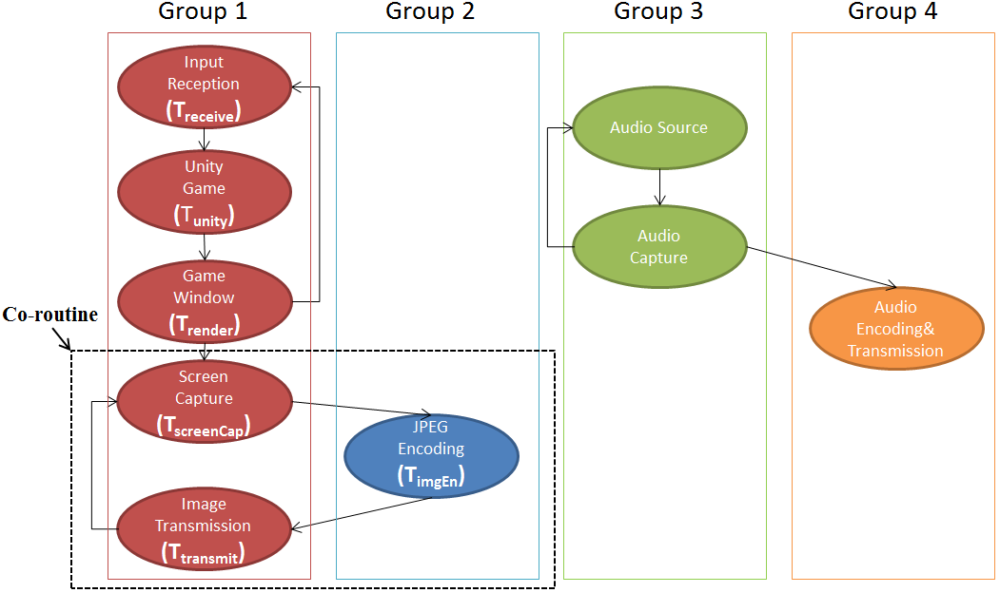 Group 1
Group 2
Group 3
Group 4
Input
Reception
(Treceive)
Unity
Game
(Tunity)
Game
Window
(Trender)
Co-routine
Screen
Capture
(TscreenCap)
JPEG
Encoding
(TimgEn)
Image
Transmission
(Ttransmit)
Audio Source
Audio
Capture
Audio
Encoding&
Transmission